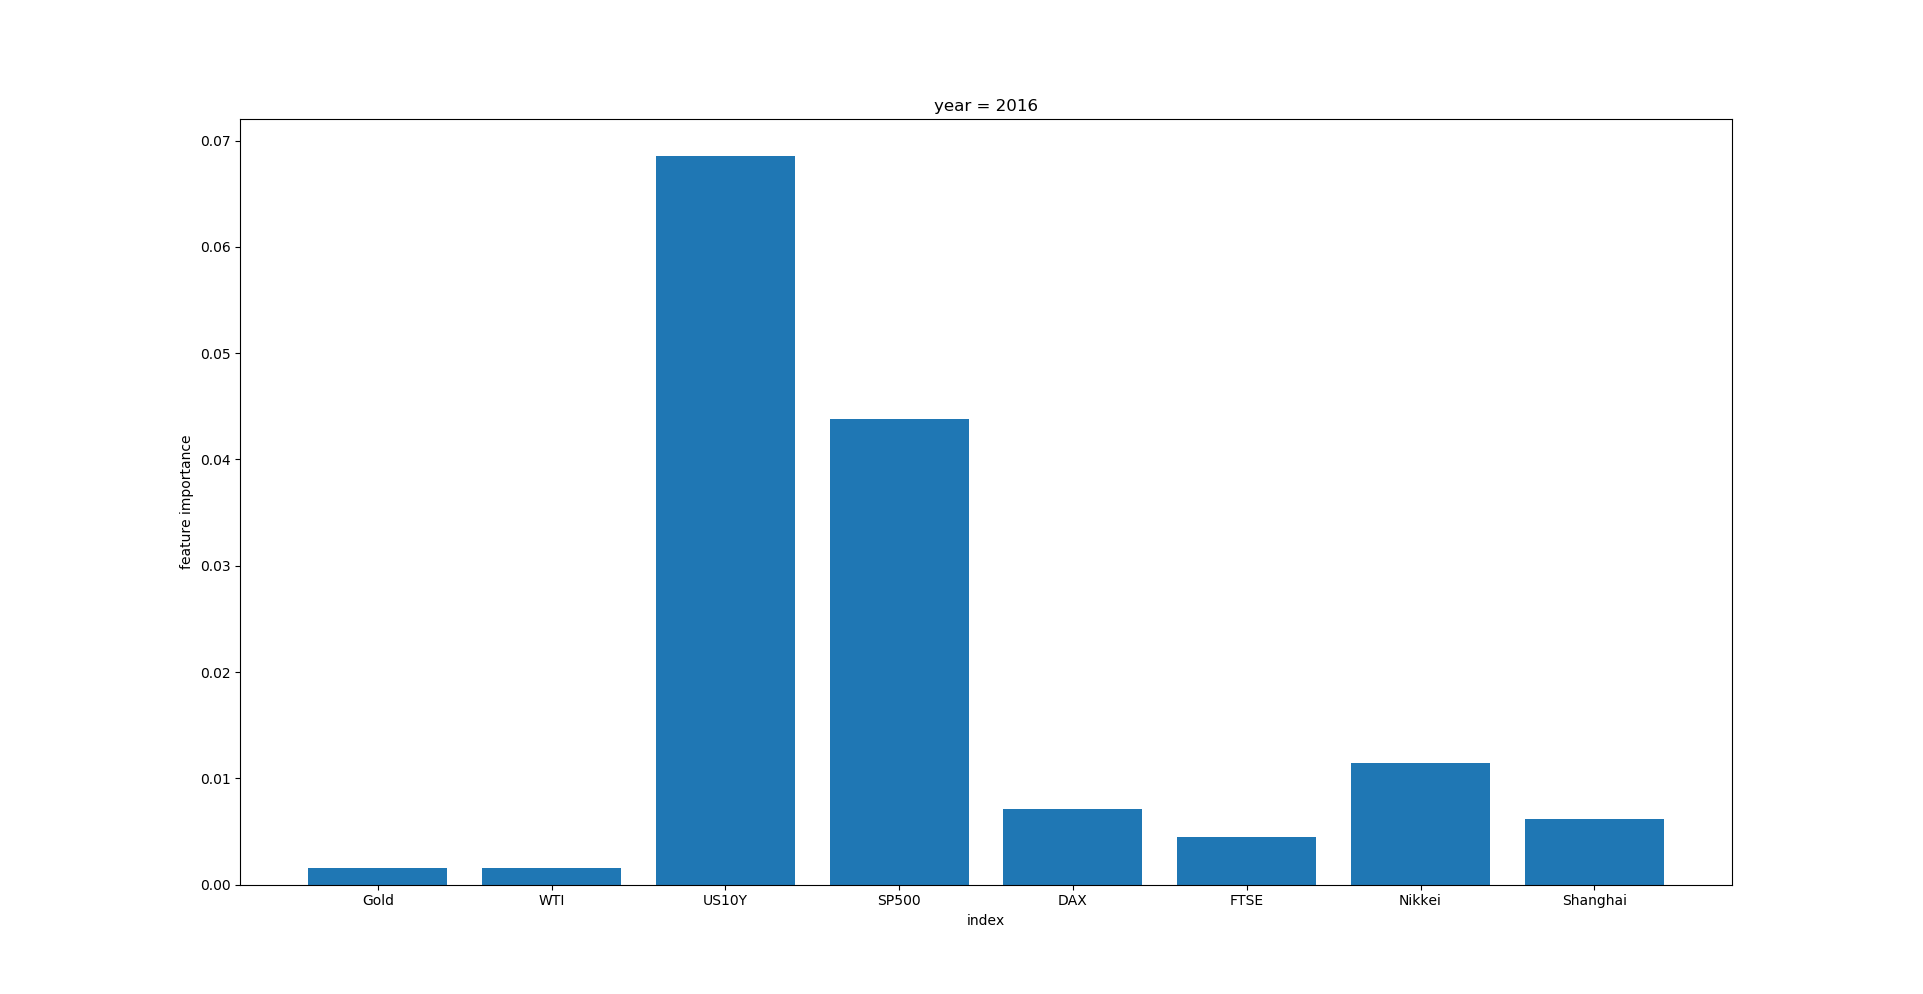 year = 2016
0.07
0.06
0.05
0.04
0.03
0.02
0.01
0.00
feature importance
Gold WTI US10Y SP500 DAX FTSE Nikkei Shanghai
index